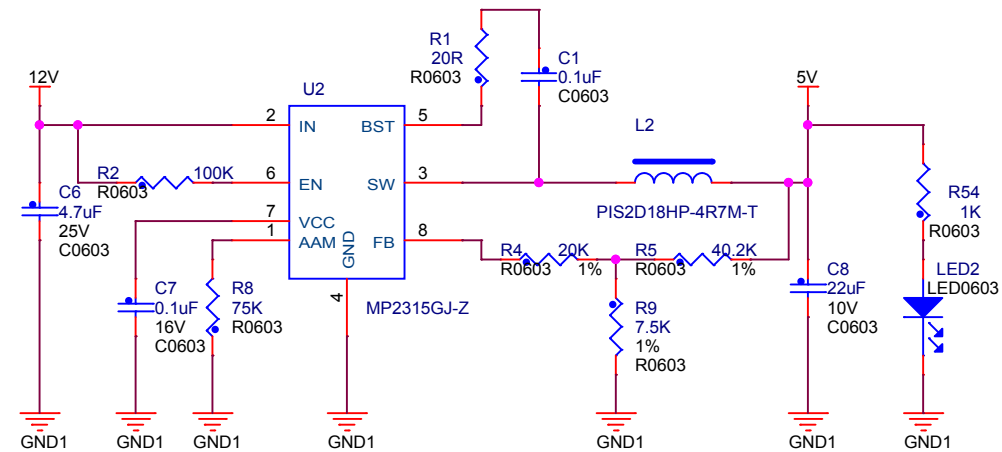 12V
C6
4.7uF
25V
C0603
GND1
R2
100K
R0603
C7
0.1uF
16V
C0603
GND1
R8
75K
R0603
GND1
U2
2
IN
BST
5
6
EN
SW
3
7
VCC
1
AAM
GND
FB
8
4
MP2315GJ-Z
GND1
R1
20R
R0603
C1
0.1uF
C0603
L2
PIS2D18HP-4R7M-T
R4
20K
R0603
1%
R5
40.2K
R0603
1%
R9
7.5K
1%
R0603
GND1
5V
C8
22uF
10V
C0603
GND1
R54
1K
R0603
LED2
LED0603
GND1